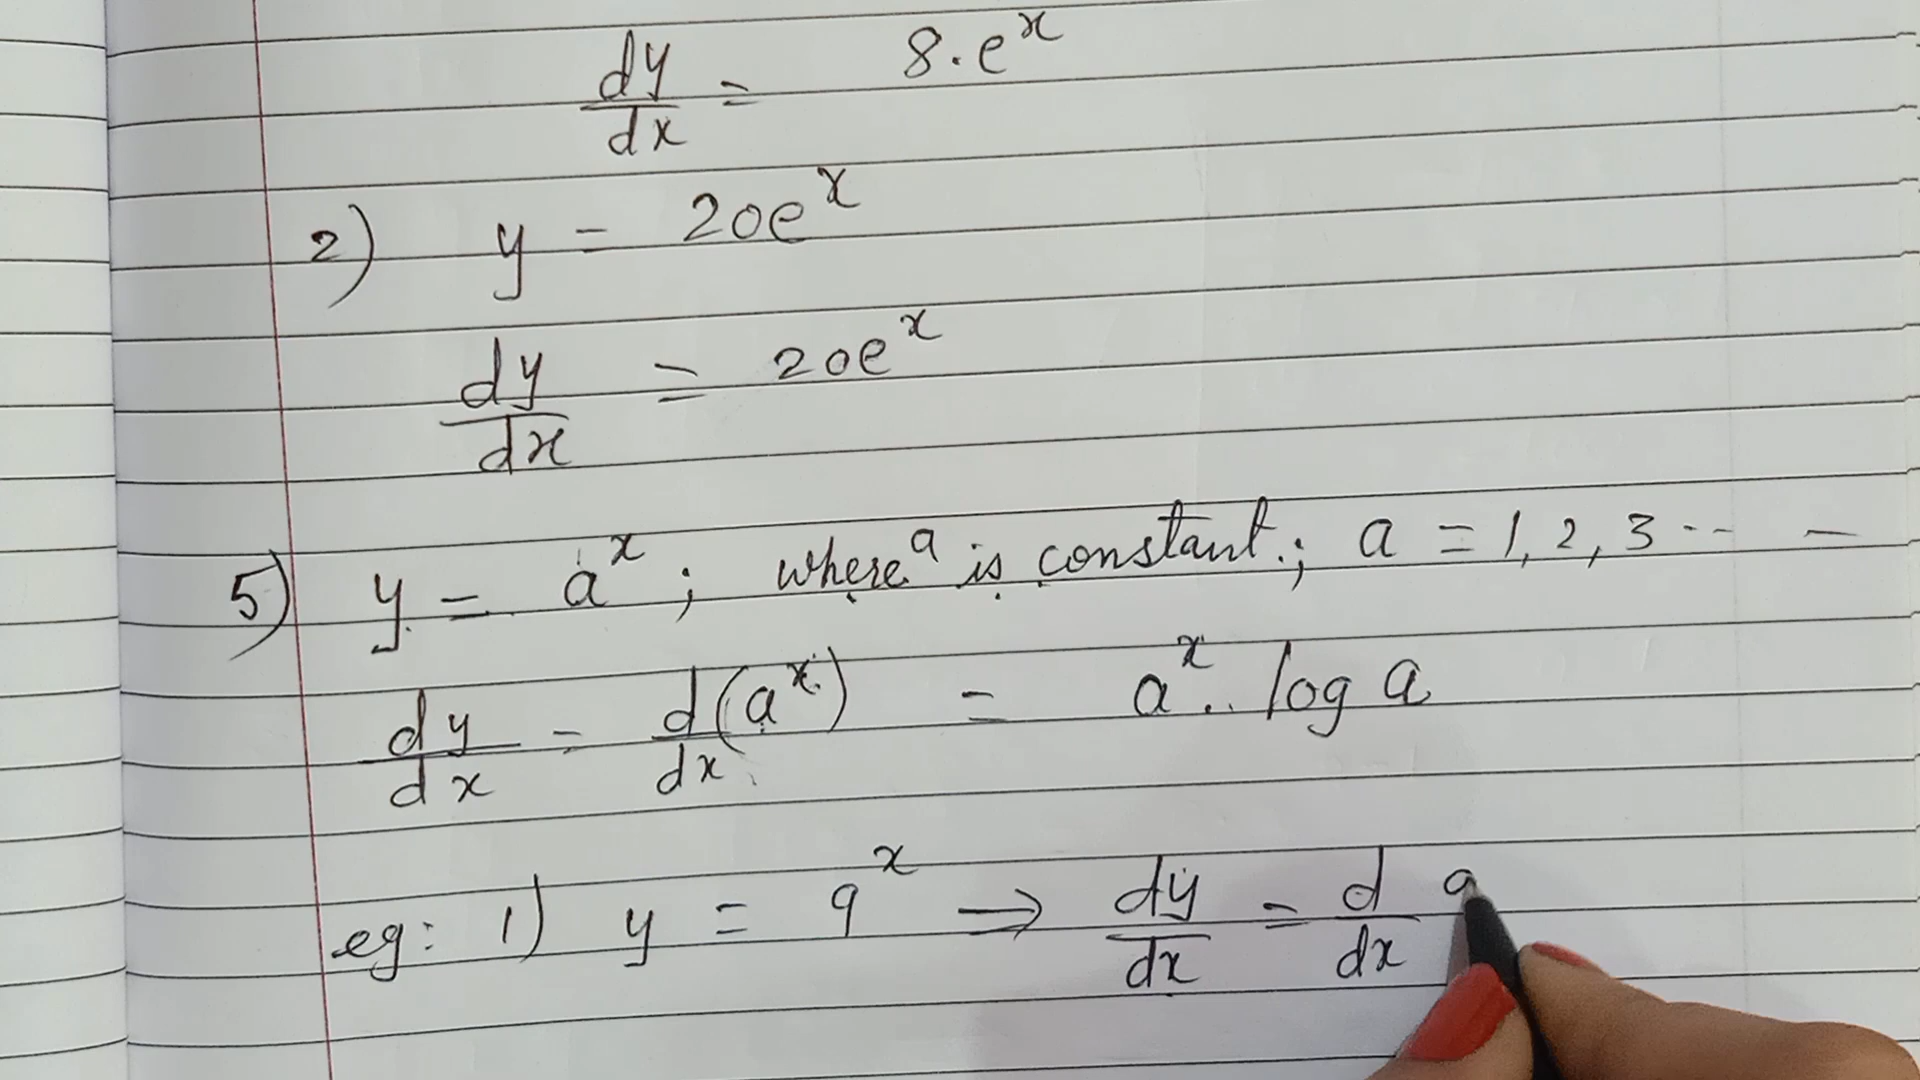 dy/dx = 8.e^x
2) y = 20e^x
dy/dx = 20e^x
5) y = a^x ; where a is constant. ; a = 1, 2, 3 -- —
dy/dx = d/dx (a^x) = a^x . . log a
eg: 1) y = 9^x ⇒ dy/dx = d/dx 9